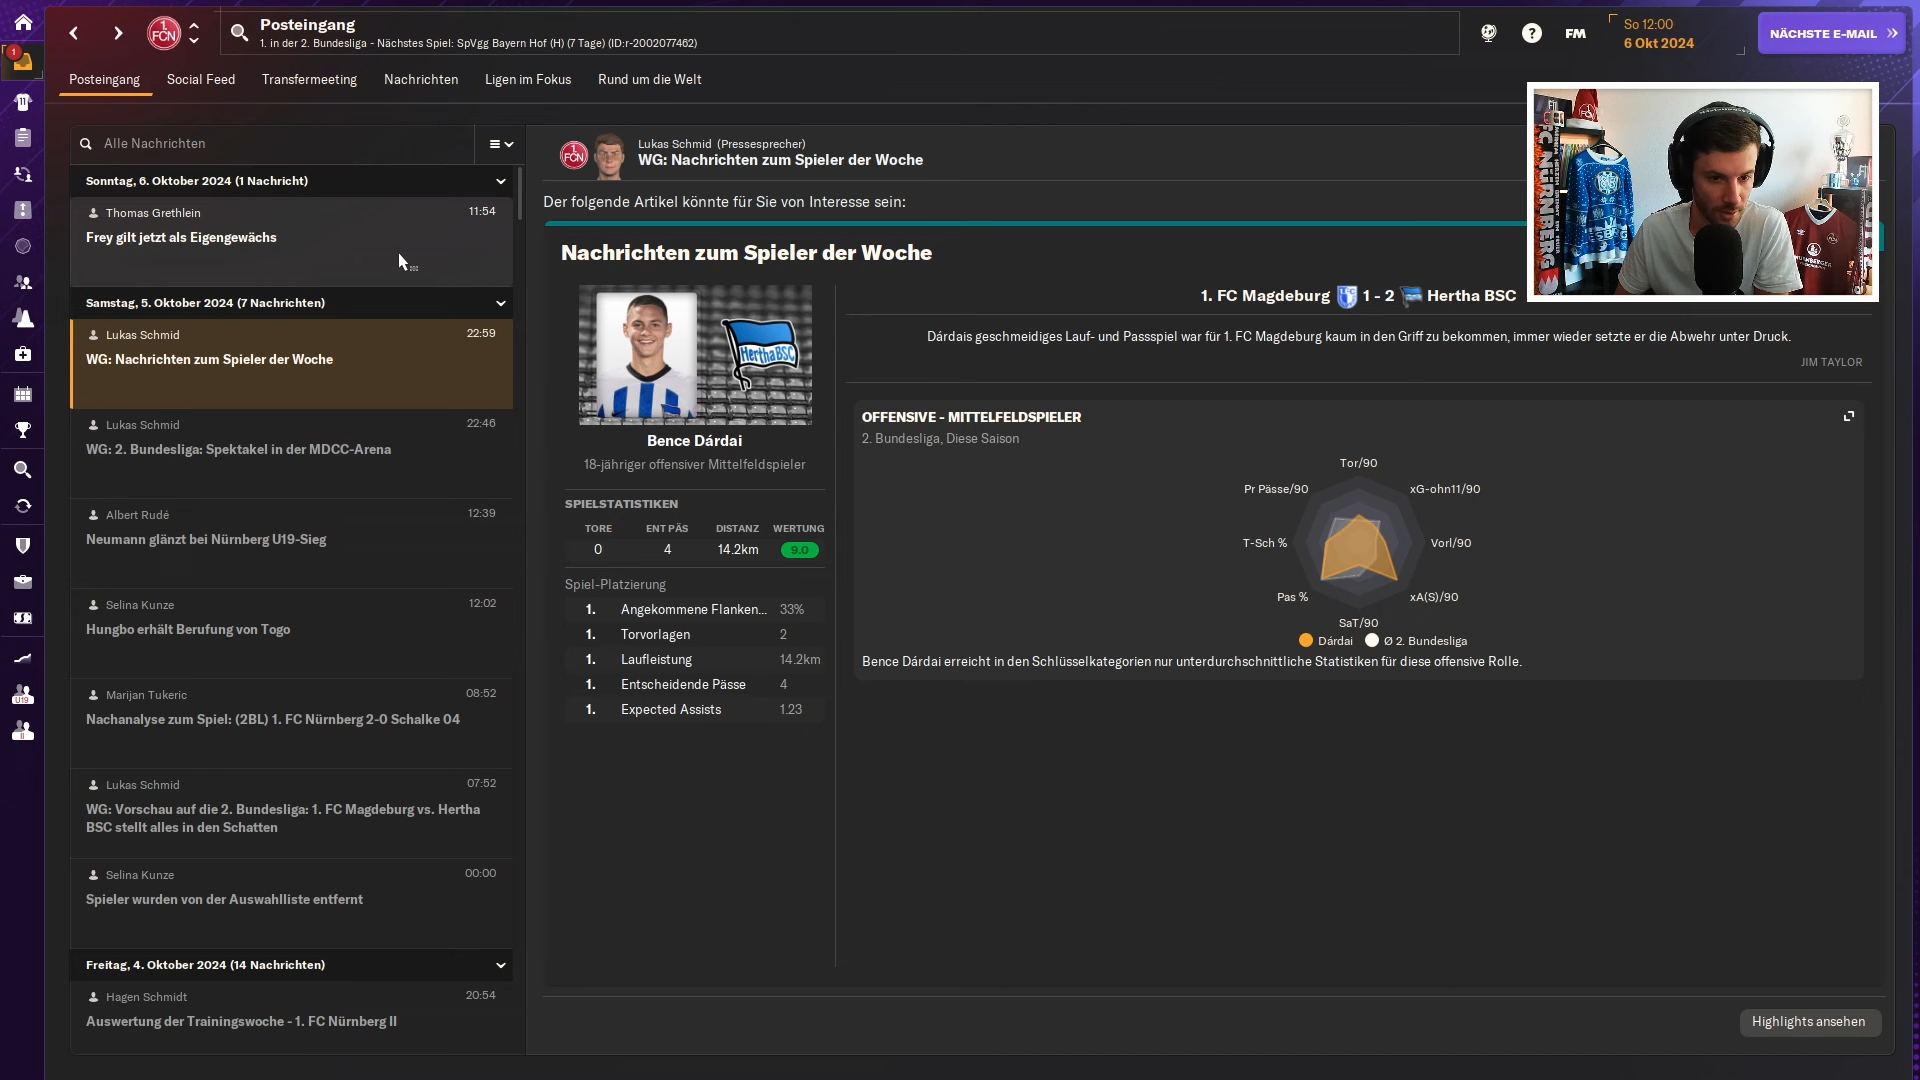 Posteingang
1. in der 2. Bundesliga - Nächstes Spiel: SpVgg Bayern Hof (H) (7 Tage) (ID:r-2002077462)
FM
So 12:00
6 Okt 2024
NÄCHSTE E-MAIL
1
Posteingang
Social Feed
Transfermeeting
Nachrichten
Ligen im Fokus
Rund um die Welt
Alle Nachrichten
Sonntag, 6. Oktober 2024 (1 Nachricht)
Thomas Grethlein
11:54
Frey gilt jetzt als Eigengewächs
Samstag, 5. Oktober 2024 (7 Nachrichten)
Lukas Schmid
22:59
WG: Nachrichten zum Spieler der Woche
Lukas Schmid
22:46
WG: 2. Bundesliga: Spektakel in der MDCC-Arena
Albert Rudé
12:39
Neumann glänzt bei Nürnberg U19-Sieg
Selina Kunze
12:02
Hungbo erhält Berufung von Togo
Marijan Tukeric
08:52
Nachanalyse zum Spiel: (2BL) 1. FC Nürnberg 2-0 Schalke 04
Lukas Schmid
07:52
WG: Vorschau auf die 2. Bundesliga: 1. FC Magdeburg vs. Hertha
BSC stellt alles in den Schatten
Selina Kunze
00:00
Spieler wurden von der Auswahlliste entfernt
Freitag, 4. Oktober 2024 (14 Nachrichten)
Hagen Schmidt
20:54
Auswertung der Trainingswoche - 1. FC Nürnberg II
Lukas Schmid (Pressesprecher)
WG: Nachrichten zum Spieler der Woche
Der folgende Artikel könnte für Sie von Interesse sein:
Nachrichten zum Spieler der Woche
Hertha BSC
Bence Dárdai
18-jähriger offensiver Mittelfeldspieler
SPIELSTATISTIKEN
TORE ENT PÄS DISTANZ WERTUNG
0 4 14.2km 9.0
Spiel-Platzierung
1. Angekommene Flanken... 33%
1. Torvorlagen 2
1. Laufleistung 14.2km
1. Entscheidende Pässe 4
1. Expected Assists 1.23
1. FC Magdeburg 1 - 2 Hertha BSC
Dárdais geschmeidiges Lauf- und Passspiel war für 1. FC Magdeburg kaum in den Griff zu bekommen, immer wieder setzte er die Abwehr unter Druck.
JIM TAYLOR
OFFENSIVE - MITTELFELDSPIELER
2. Bundesliga, Diese Saison
Tor/90
Pr Pässe/90
xG-ohn11/90
T-Sch %
Vorl/90
Pas %
xA(S)/90
SaT/90
Dárdai Ø 2. Bundesliga
Bence Dárdai erreicht in den Schlüsselkategorien nur unterdurchschnittliche Statistiken für diese offensive Rolle.
Highlights ansehen
FCN
U19
II
FC NÜRNBERG